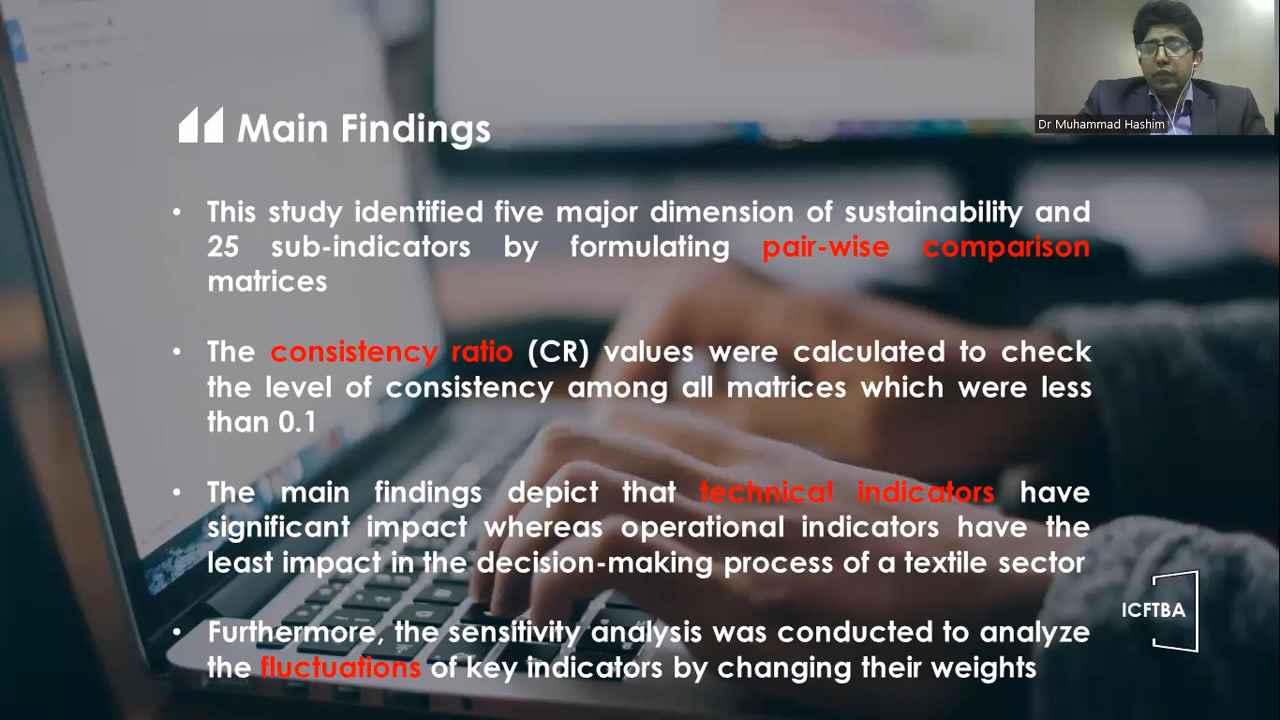 Dr Muhammad Hashim
Main Findings
• This study identified five major dimension of sustainability and
25 sub-indicators by formulating pair-wise comparison
matrices
• The consistency ratio (CR) values were calculated to check
the level of consistency among all matrices which were less
than 0.1
• The main findings depict that technical indicators have
significant impact whereas operational indicators have the
least impact in the decision-making process of a textile sector
• Furthermore, the sensitivity analysis was conducted to analyze
the fluctuations of key indicators by changing their weights
ICFTBA